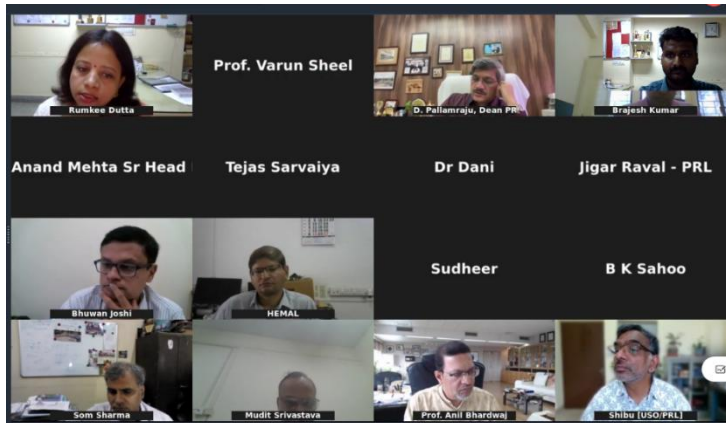 Prof. Varun Sheel
Rumkee Dutta
D. Pallamraju, Dean PR
Brajesh Kumar
Anand Mehta Sr Head
Tejas Sarvaiya
Dr Dani
Jigar Raval - PRL
Bhuwan Joshi
HEMAL
Sudheer
B K Sahoo
Som Sharma
Mudit Srivastava
Prof. Anil Bhardwaj
Shibu [USO/PRL]